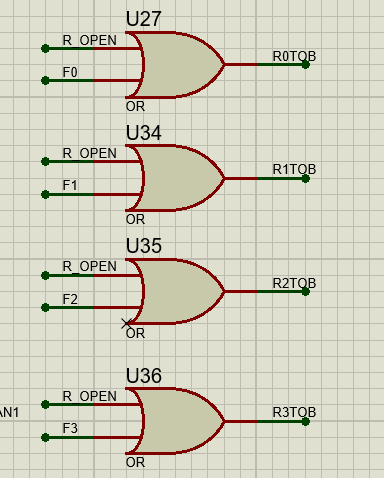 U27
R_OPEN
F0
R0TOB
OR
U34
R_OPEN
F1
R1TOB
OR
U35
R_OPEN
F2
R2TOB
OR
U36
R_OPEN
AN1
F3
R3TOB
OR